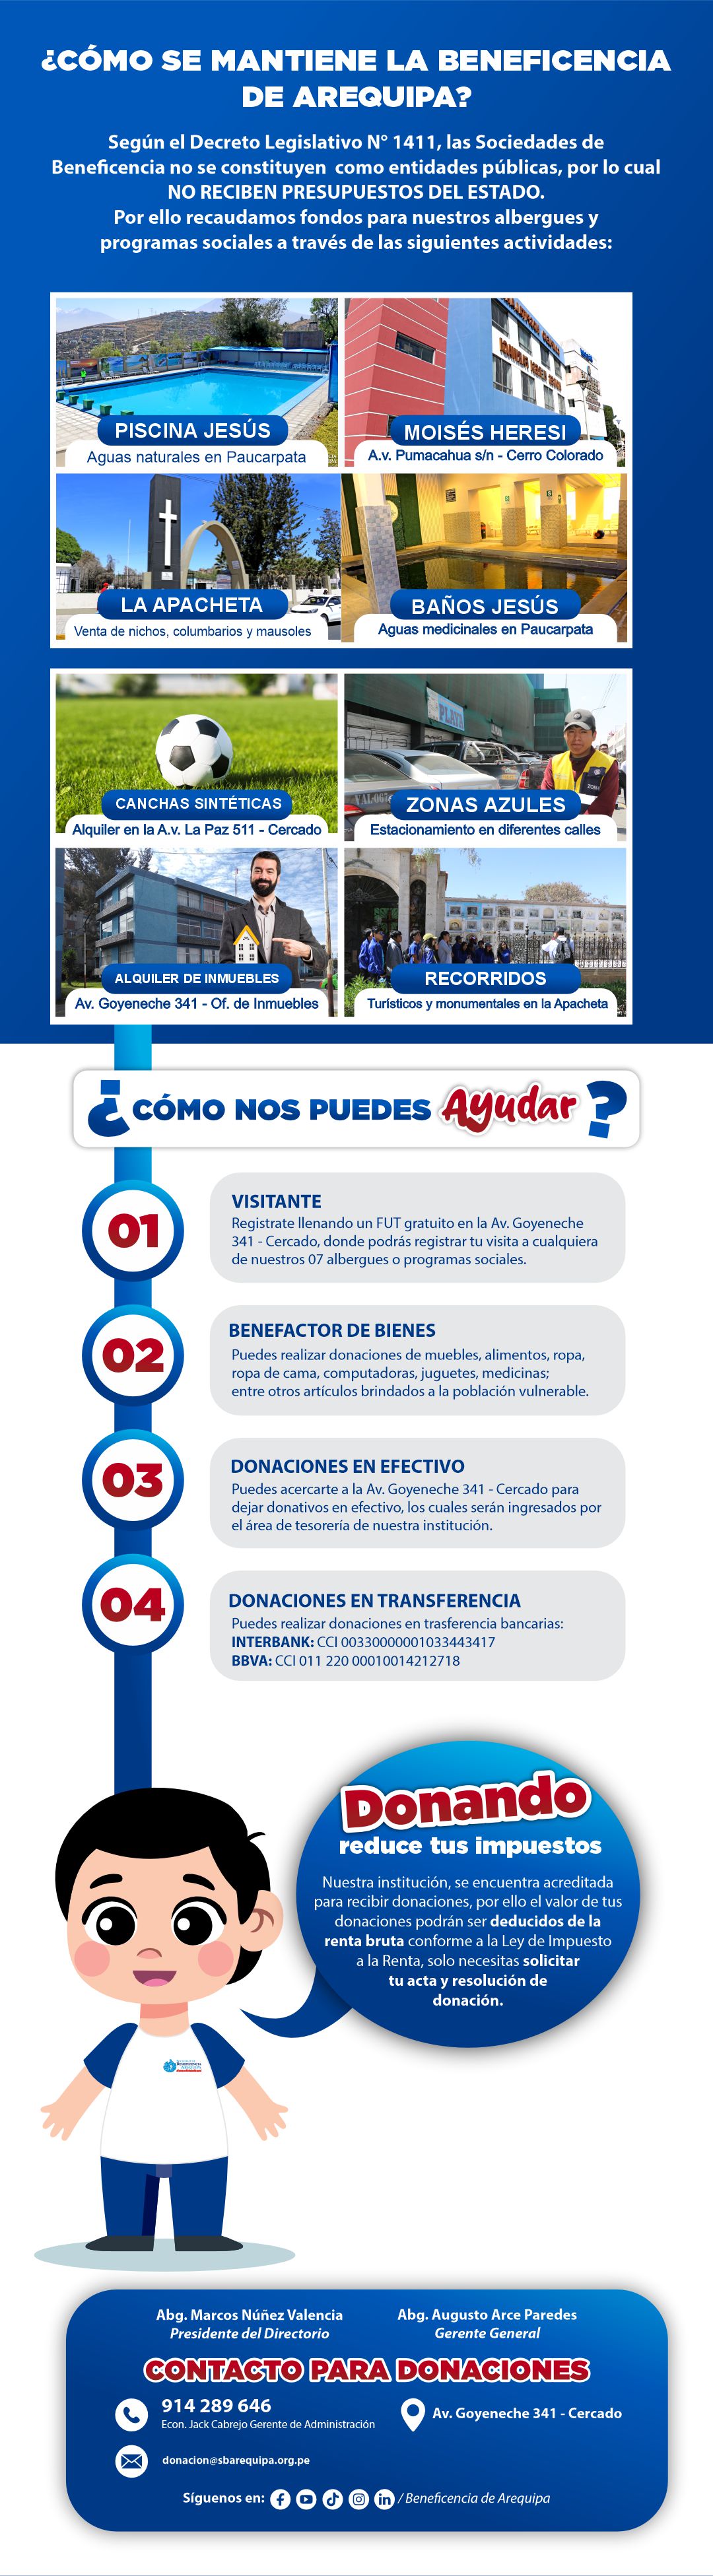 ¿CÓMO SE MANTIENE LA BENEFICENCIA
DE AREQUIPA?
Según el Decreto Legislativo N° 1411, las Sociedades de
Beneficencia no se constituyen como entidades públicas, por lo cual
NO RECIBEN PRESUPUESTOS DEL ESTADO.
Por ello recaudamos fondos para nuestros albergues y
programas sociales a través de las siguientes actividades:
PISCINA JESÚS
Aguas naturales en Paucarpata
MOISÉS HERESI
A.v. Pumacahua s/n - Cerro Colorado
LA APACHETA
Venta de nichos, columbarios y mausoles
BAÑOS JESÚS
Aguas medicinales en Paucarpata
CANCHAS SINTÉTICAS
Alquiler en la A.v. La Paz 511 - Cercado
PLAYA
ZONAS AZULES
Estacionamiento en diferentes calles
ALQUILER DE INMUEBLES
Av. Goyeneche 341 - Of. de Inmuebles
RECORRIDOS
Turísticos y monumentales en la Apacheta
¿CÓMO NOS PUEDES Ayudar?
01
VISITANTE
Registrate llenando un FUT gratuito en la Av. Goyeneche
341 - Cercado, donde podrás registrar tu visita a cualquiera
de nuestros 07 albergues o programas sociales.
02
BENEFACTOR DE BIENES
Puedes realizar donaciones de muebles, alimentos, ropa,
ropa de cama, computadoras, juguetes, medicinas;
entre otros artículos brindados a la población vulnerable.
03
DONACIONES EN EFECTIVO
Puedes acercarte a la Av. Goyeneche 341 - Cercado para
dejar donativos en efectivo, los cuales serán ingresados por
el área de tesorería de nuestra institución.
04
DONACIONES EN TRANSFERENCIA
Puedes realizar donaciones en trasferencia bancarias:
INTERBANK: CCI 00330000001033443417
BBVA: CCI 011 220 00010014212718
Donando
reduce tus impuestos
Nuestra institución, se encuentra acreditada
para recibir donaciones, por ello el valor de tus
donaciones podrán ser deducidos de la
renta bruta conforme a la Ley de Impuesto
a la Renta, solo necesitas solicitar
tu acta y resolución de
donación.
BENEFICENCIA
AREQUIPA
Abg. Marcos Núñez Valencia
Presidente del Directorio
Abg. Augusto Arce Paredes
Gerente General
CONTACTO PARA DONACIONES
914 289 646
Econ. Jack Cabrejo Gerente de Administración
Av. Goyeneche 341 - Cercado
donacion@sbarequipa.org.pe
Síguenos en: / Beneficencia de Arequipa